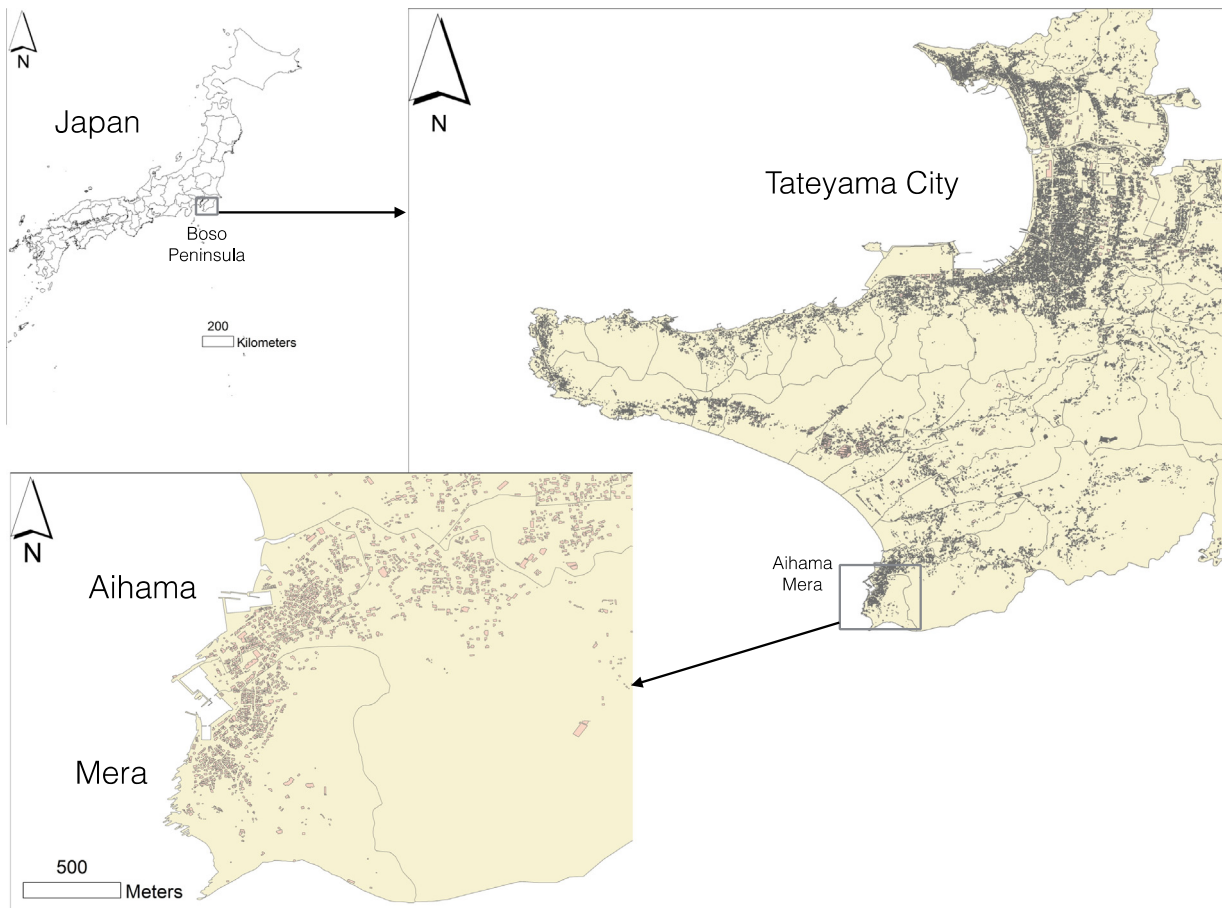 N
Japan
Boso
Peninsula
200
Kilometers
N
Tateyama City
Aihama
Mera
N
Aihama
Mera
500
Meters